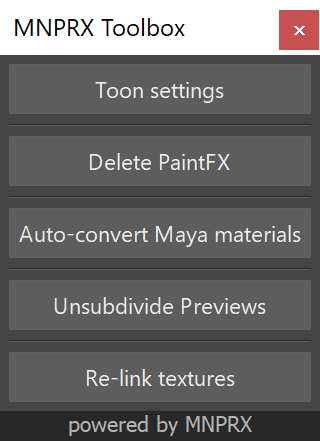 MNPRX Toolbox
Toon settings
Delete PaintFX
Auto-convert Maya materials
Unsubdivide Previews
Re-link textures
powered by MNPRX